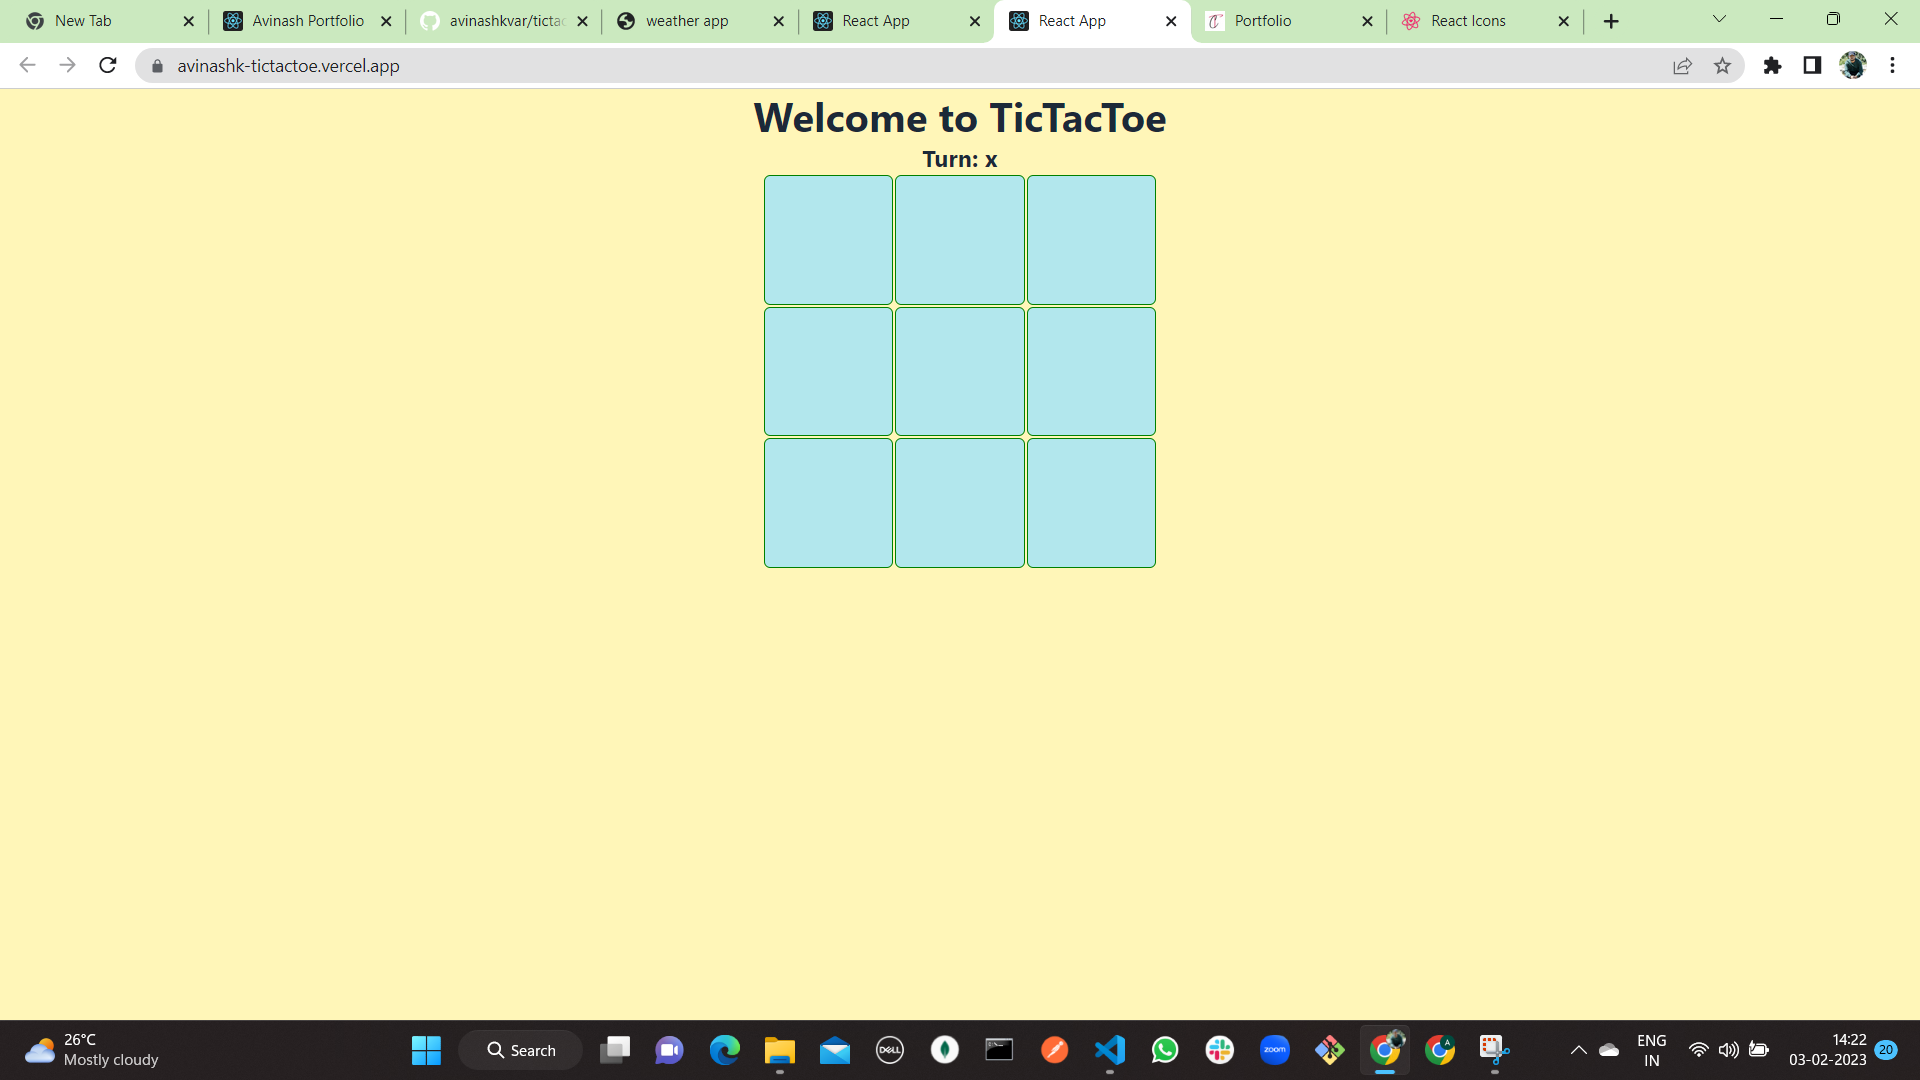 New Tab
Avinash Portfolio
avinashkvar/tictac
weather app
React App
React App
Portfolio
React Icons
avinashk-tictactoe.vercel.app
Welcome to TicTacToe
Turn: x
26°C
Mostly cloudy
Search
DELL
zoom
A
ENG
IN
14:22
03-02-2023
20